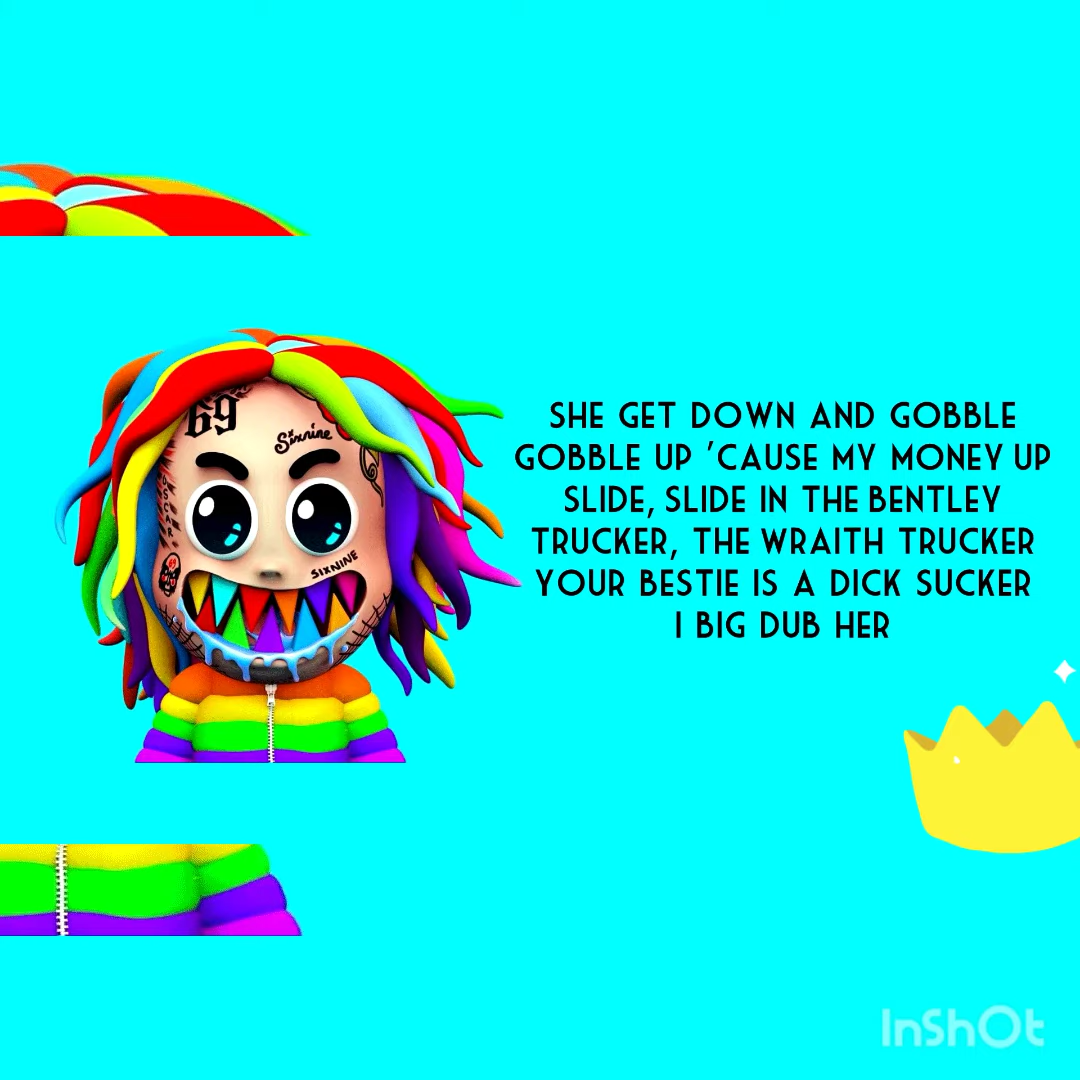 69
Sixnine
SIXNINE
SHE GET DOWN AND GOBBLE
GOBBLE UP 'CAUSE MY MONEY UP
SLIDE, SLIDE IN THE BENTLEY
TRUCKER, THE WRAITH TRUCKER
YOUR BESTIE IS A DICK SUCKER
I BIG DUB HER
InShOt